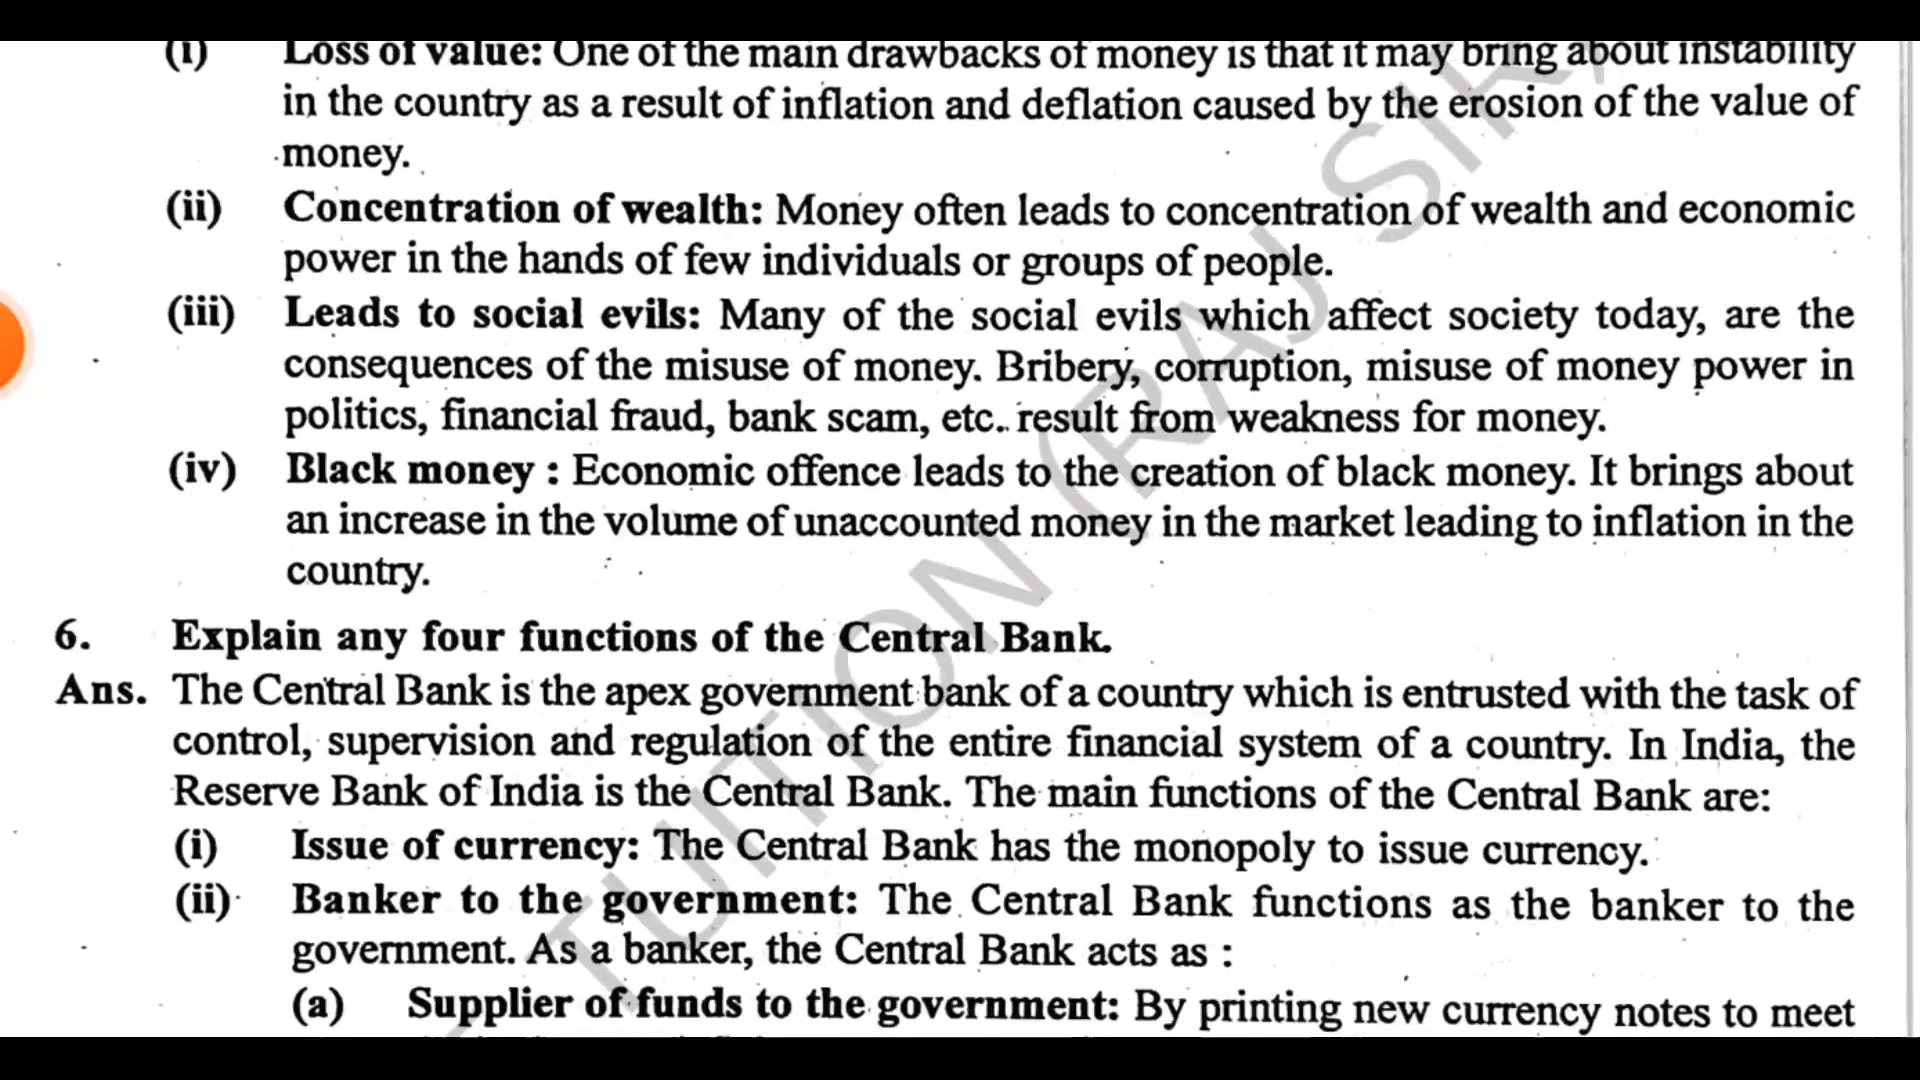 (i) Loss of value: One of the main drawbacks of money is that it may bring about instability
in the country as a result of inflation and deflation caused by the erosion of the value of
money.
(ii) Concentration of wealth: Money often leads to concentration of wealth and economic
power in the hands of few individuals or groups of people.
(iii) Leads to social evils: Many of the social evils which affect society today, are the
consequences of the misuse of money. Bribery, corruption, misuse of money power in
politics, financial fraud, bank scam, etc. result from weakness for money.
(iv) Black money : Economic offence leads to the creation of black money. It brings about
an increase in the volume of unaccounted money in the market leading to inflation in the
country.
6. Explain any four functions of the Central Bank.
Ans. The Central Bank is the apex government bank of a country which is entrusted with the task of
control, supervision and regulation of the entire financial system of a country. In India, the
Reserve Bank of India is the Central Bank. The main functions of the Central Bank are:
(i) Issue of currency: The Central Bank has the monopoly to issue currency.
(ii) Banker to the government: The Central Bank functions as the banker to the
government. As a banker, the Central Bank acts as :
(a) Supplier of funds to the government: By printing new currency notes to meet
TUITION (RAJ SIR)